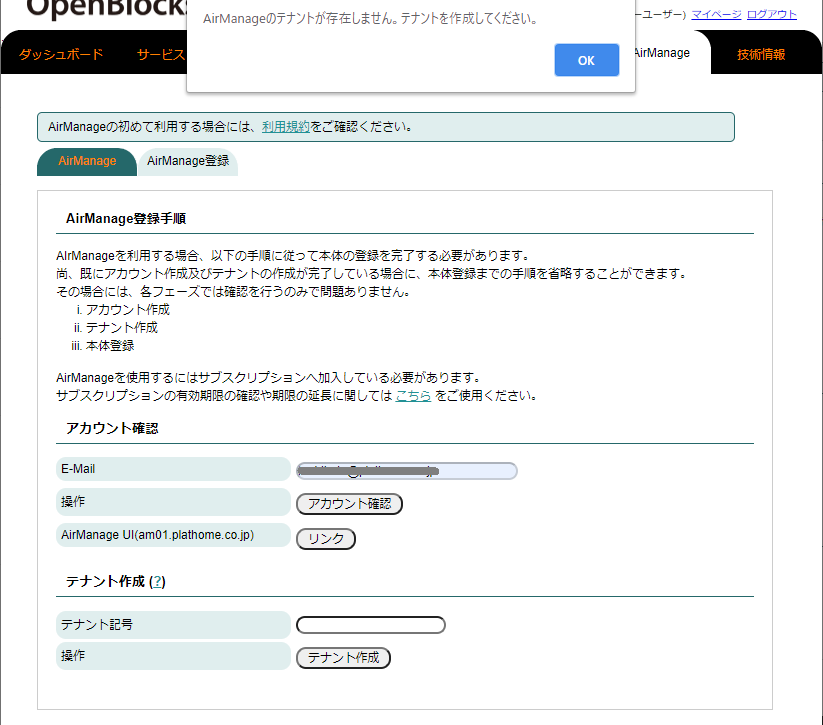 OpenBlocks
AirManageのテナントが存在しません。テナントを作成してください。
OK
ーユーザー) マイページ ログアウト
ダッシュボード
サービス
AirManage
技術情報
AirManageの初めて利用する場合には、利用規約をご確認ください。
AirManage
AirManage登録
AirManage登録手順
AIrManageを利用する場合、以下の手順に従って本体の登録を完了する必要があります。
尚、既にアカウント作成及びテナントの作成が完了している場合に、本体登録までの手順を省略することができます。
その場合には、各フェーズでは確認を行うのみで問題ありません。
i. アカウント作成
ii. テナント作成
iii. 本体登録
AirManageを使用するにはサブスクリプションへ加入している必要があります。
サブスクリプションの有効期限の確認や期限の延長に関しては こちら をご使用ください。
アカウント確認
E-Mail
操作
アカウント確認
AirManage UI(am01.plathome.co.jp)
リンク
テナント作成 (?)
テナント記号
操作
テナント作成